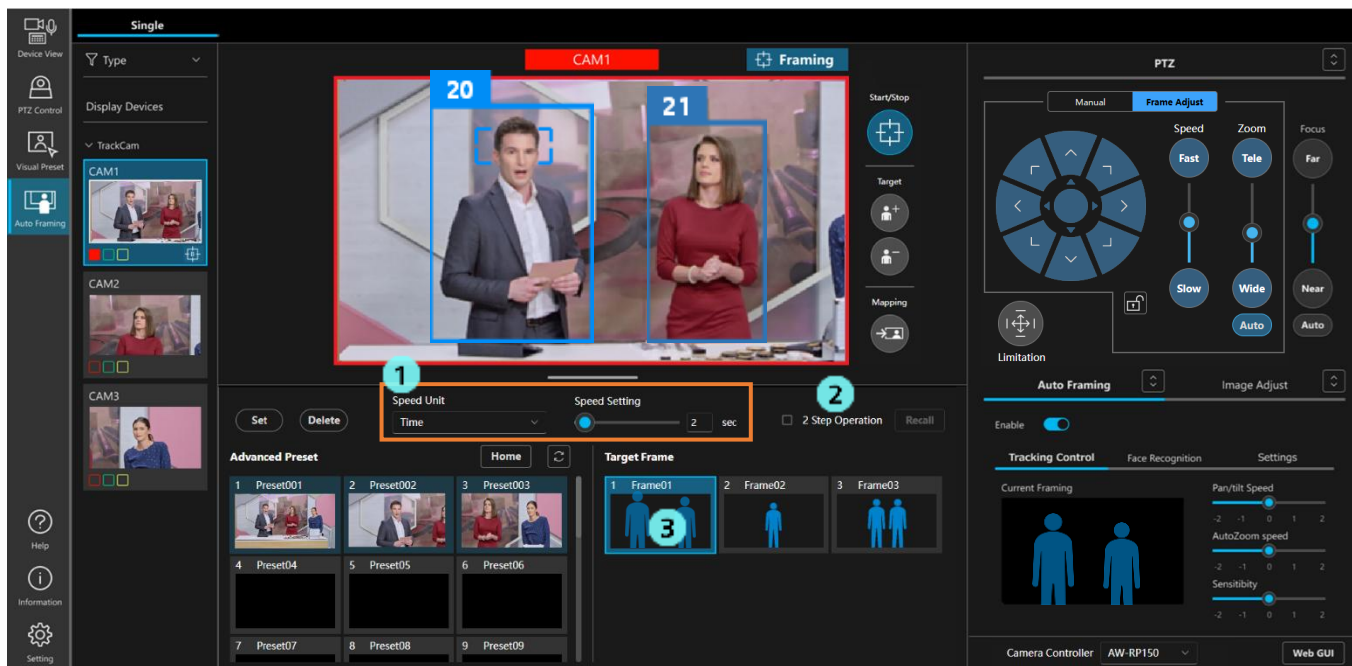 Device View
PTZ Control
Visual Preset
Auto Framing
Help
Information
Setting
Single
Type
Display Devices
TrackCam
CAM1
CAM2
CAM3
CAM1
Framing
20
21
Start/Stop
Target
Mapping
1
Speed Unit
Time
Speed Setting
2 sec
2
2 Step Operation
Recall
Set
Delete
Advanced Preset
Home
1 Preset001
2 Preset002
3 Preset003
4 Preset04
5 Preset05
6 Preset06
7 Preset07
8 Preset08
9 Preset09
Target Frame
1 Frame01
2 Frame02
3 Frame03
3
PTZ
Manual
Frame Adjust
Speed
Zoom
Focus
Fast
Tele
Far
Slow
Wide
Near
Auto
Auto
Limitation
Auto Framing
Image Adjust
Enable
Tracking Control
Face Recognition
Settings
Current Framing
Pan/tilt Speed
-2 -1 0 1 2
AutoZoom speed
-2 -1 0 1 2
Sensitibity
-2 -1 0 1 2
Camera Controller
AW-RP150
Web GUI